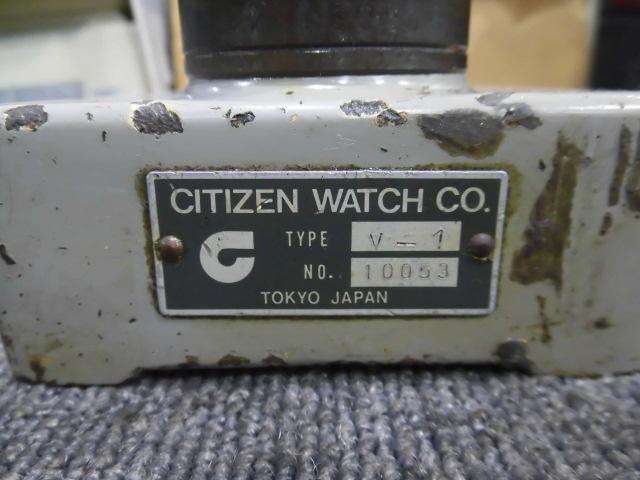 CITIZEN WATCH CO.
TYPE V-1
NO. 10053
TOKYO JAPAN